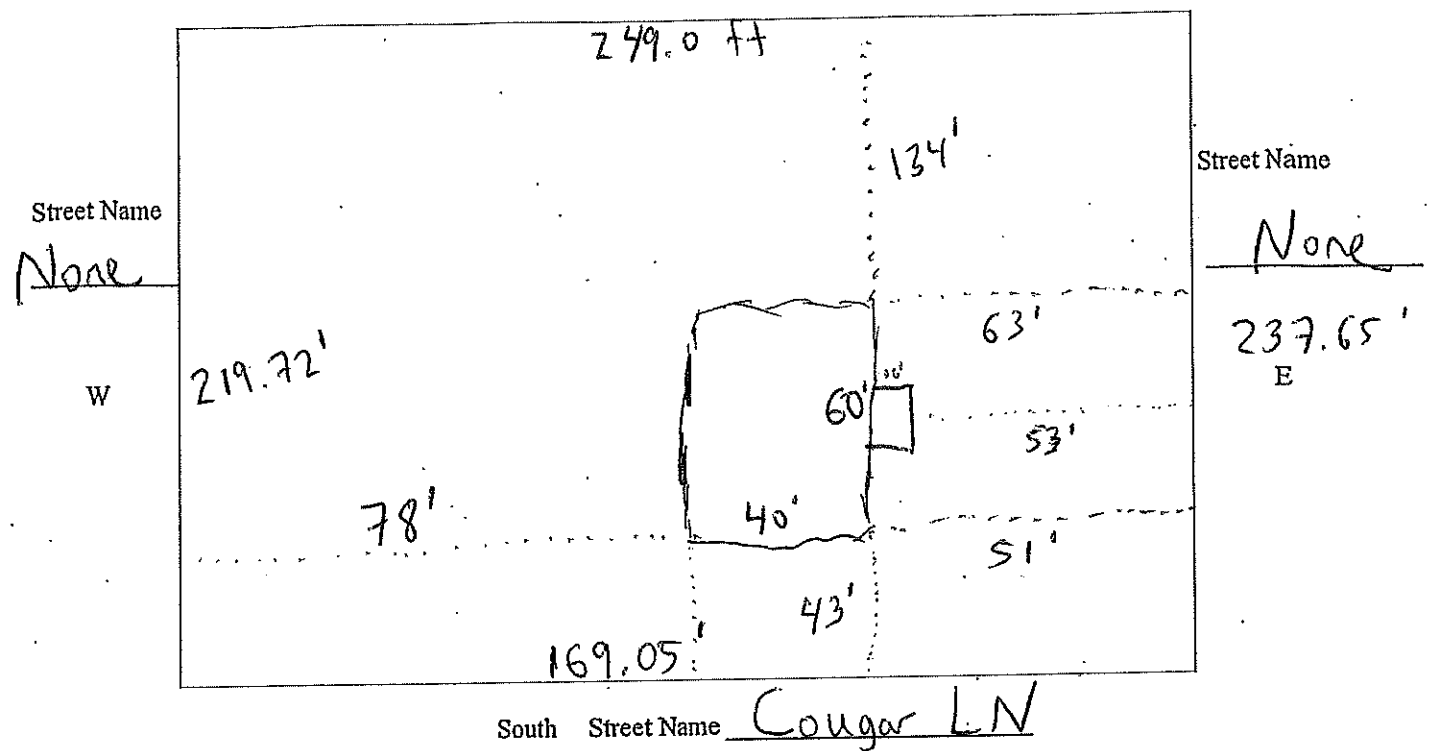 249.0 ft
134'
Street Name
Street Name
None
None
63'
237.65'
219.72'
W
E
60'
53'
78'
40'
51'
43'
169.05'
South Street Name Cougar LN